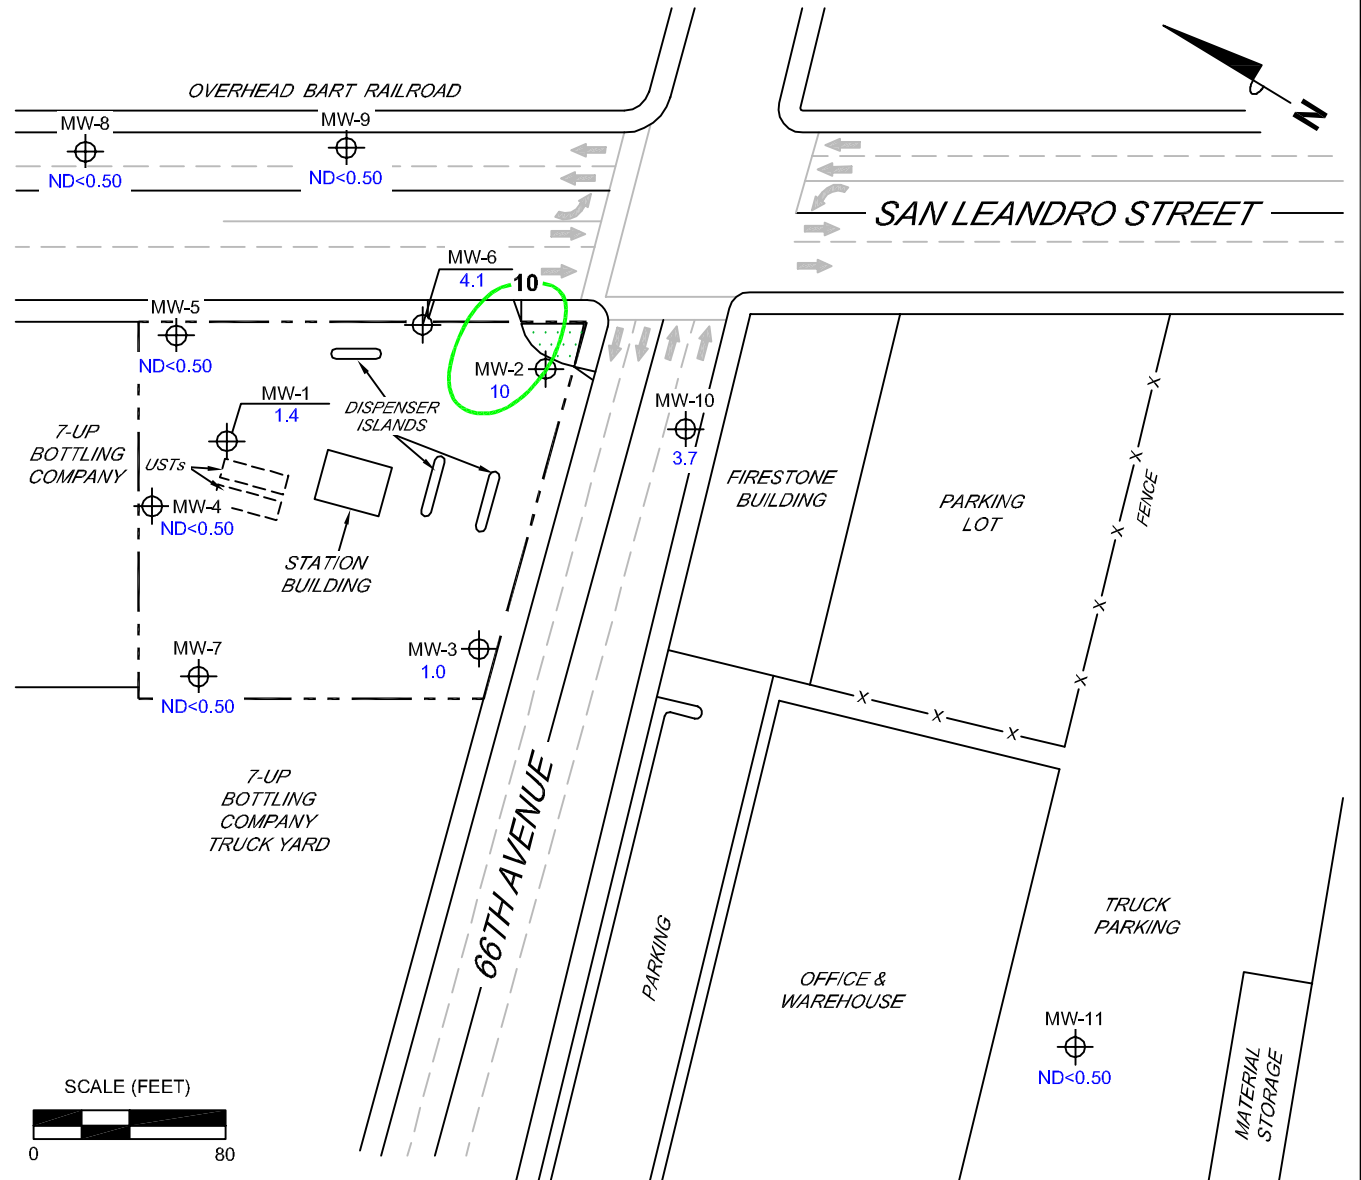 OVERHEAD BART RAILROAD
MW-8
ND<0.50
MW-9
ND<0.50
N
SAN LEANDRO STREET
MW-6
4.1
10
MW-5
ND<0.50
MW-2
10
MW-1
1.4
DISPENSER
ISLANDS
MW-10
3.7
7-UP
BOTTLING
COMPANY
USTs
MW-4
ND<0.50
STATION
BUILDING
FIRESTONE
BUILDING
PARKING
LOT
X
X
X
X
X
FENCE
MW-7
ND<0.50
MW-3
1.0
X
X
X
7-UP
BOTTLING
COMPANY
TRUCK YARD
66TH AVENUE
PARKING
OFFICE &
WAREHOUSE
TRUCK
PARKING
MW-11
ND<0.50
MATERIAL
STORAGE
SCALE (FEET)
0
80